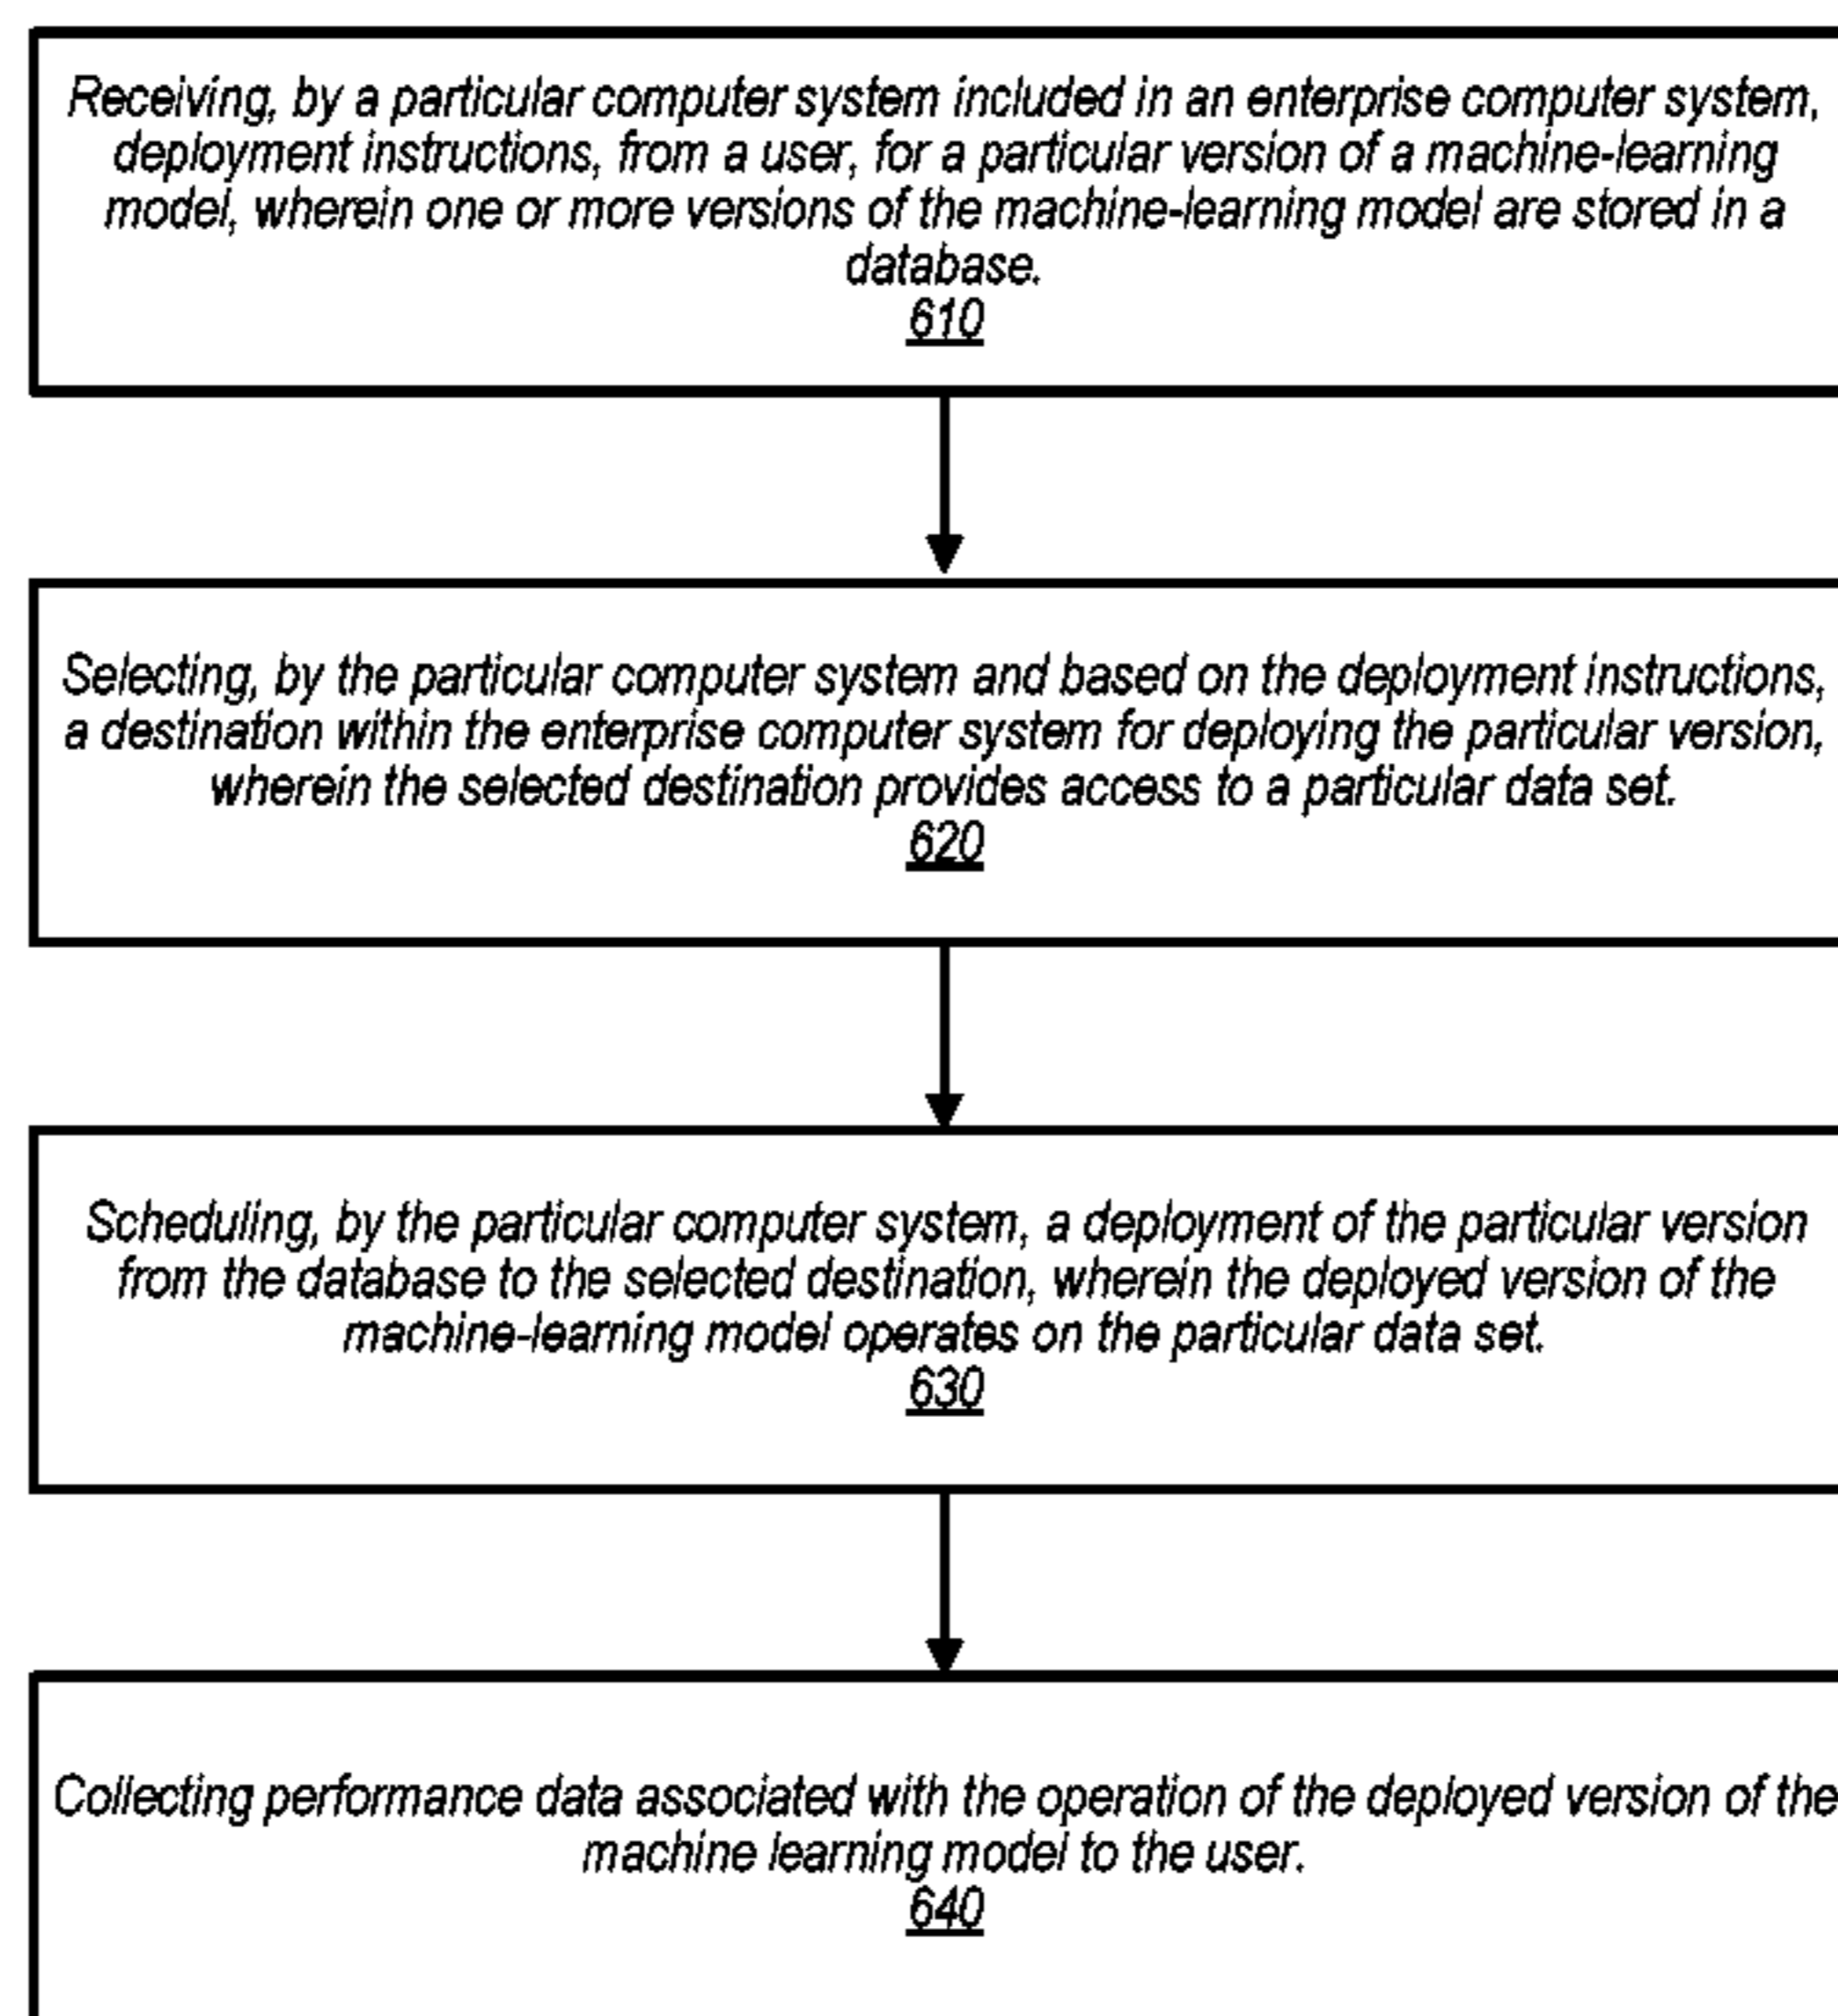 Receiving, by a particular computer system included in an enterprise computer system,
deployment instructions, from a user, for a particular version of a machine-learning
model, wherein one or more versions of the machine-learning model are stored in a
database.
610
Selecting, by the particular computer system and based on the deployment instructions,
a destination within the enterprise computer system for deploying the particular version,
wherein the selected destination provides access to a particular data set.
620
Scheduling, by the particular computer system, a deployment of the particular version
from the database to the selected destination, wherein the deployed version of the
machine-learning model operates on the particular data set.
630
Collecting performance data associated with the operation of the deployed version of the
machine learning model to the user.
640